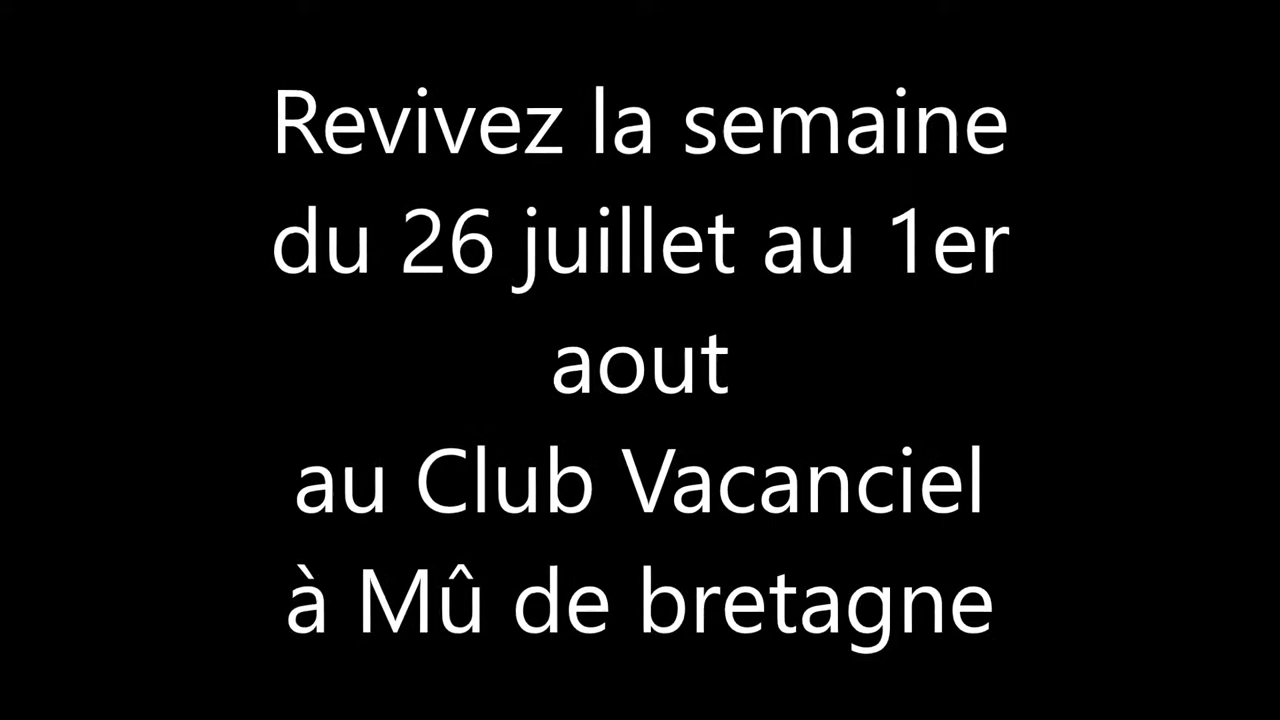 Revivez la semaine
du 26 juillet au 1er
aout
au Club Vacanciel
à Mû de bretagne